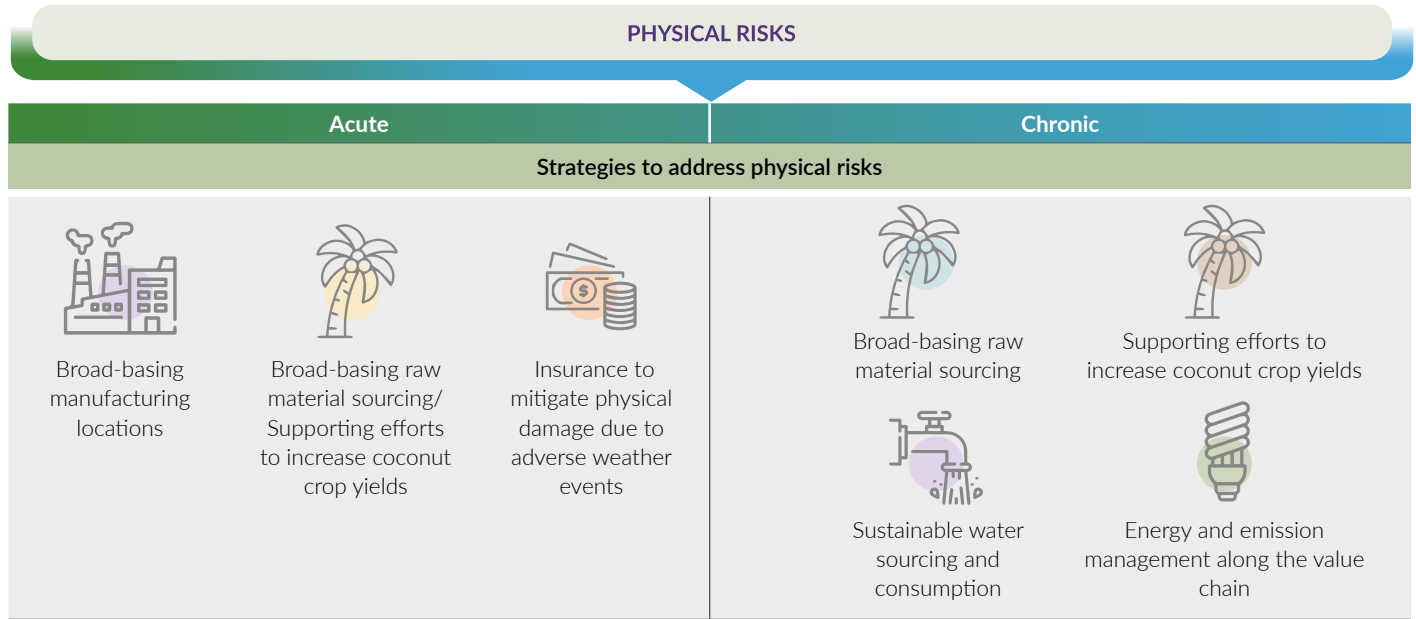 PHYSICAL RISKS
Acute
Chronic
Strategies to address physical risks
Broad-basing
manufacturing
locations
Broad-basing raw
material sourcing/
Supporting efforts
to increase coconut
crop yields
Insurance to
mitigate physical
damage due to
adverse weather
events
Broad-basing raw
material sourcing
Supporting efforts to
increase coconut crop yields
Sustainable water
sourcing and
consumption
Energy and emission
management along the value
chain